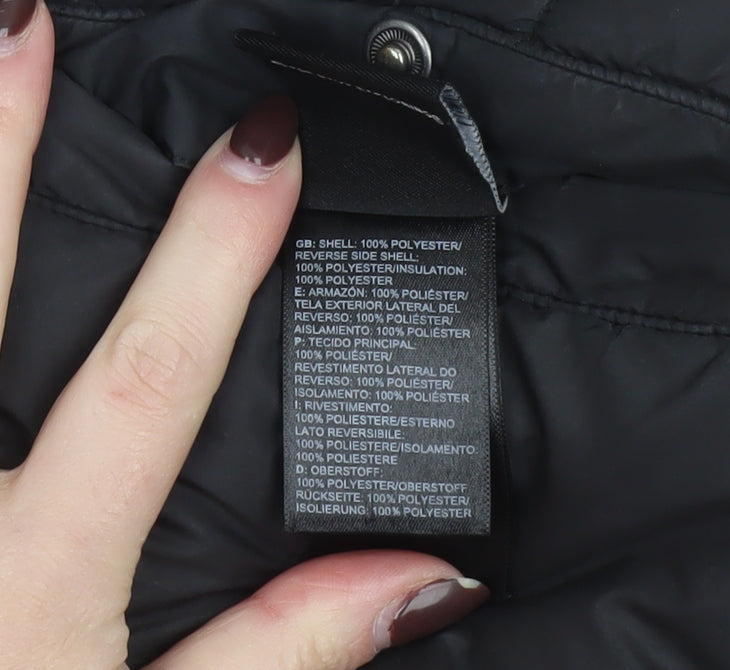 GB: SHELL: 100% POLYESTER/
REVERSE SIDE SHELL:
100% POLYESTER/INSULATION:
100% POLYESTER
E: ARMAZÓN: 100% POLIÉSTER/
TELA EXTERIOR LATERAL DEL
REVERSO: 100% POLIÉSTER/
AISLAMIENTO: 100% POLIÉSTER
P: TECIDO PRINCIPAL:
100% POLIÉSTER/
REVESTIMENTO LATERAL DO
REVERSO: 100% POLIÉSTER/
ISOLAMENTO: 100% POLIÉSTER
I: RIVESTIMENTO:
100% POLIESTERE/ESTERNO
LATO REVERSIBILE:
100% POLIESTERE/ISOLAMENTO:
100% POLIESTERE
D: OBERSTOFF:
100% POLYESTER/OBERSTOFF
RÜCKSEITE: 100% POLYESTER/
ISOLIERUNG: 100% POLYESTER